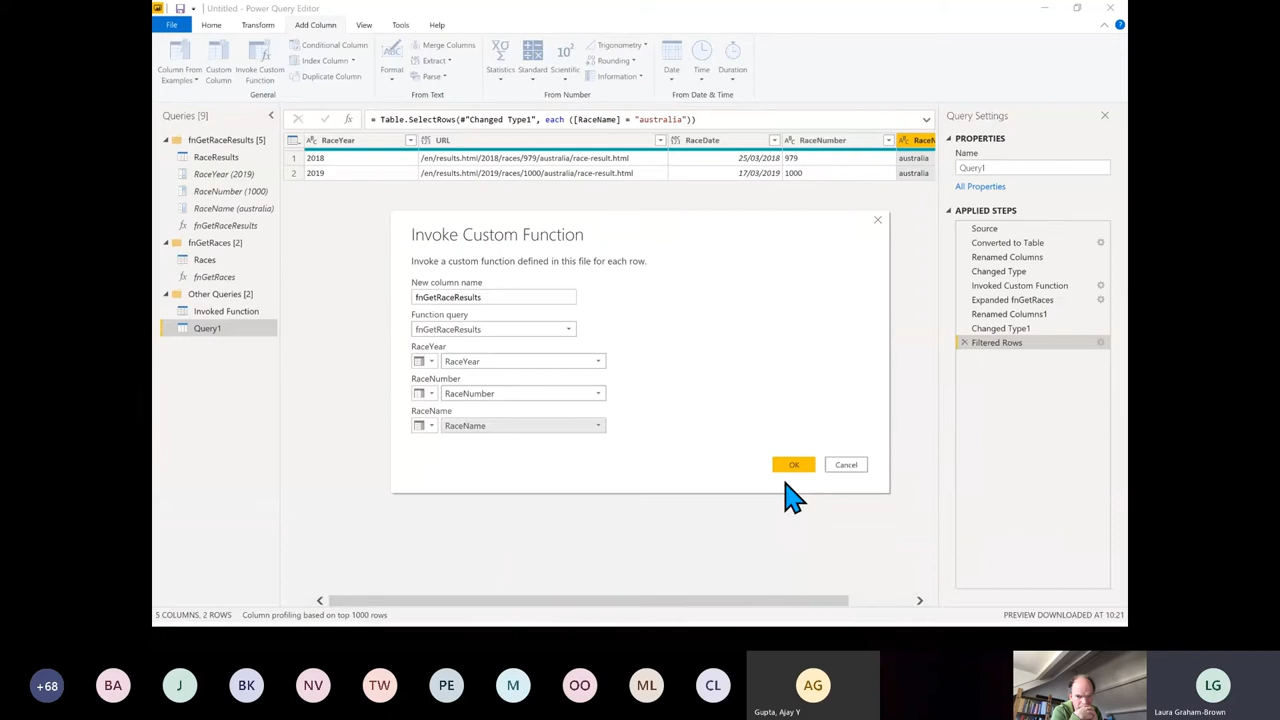 Untitled - Power Query Editor
File
Home
Transform
Add Column
View
Tools
Help
Column From Examples
Custom Column
Invoke Custom Function
General
Conditional Column
Index Column
Duplicate Column
ABC
Format
Merge Columns
Extract
Parse
From Text
XΣ
Statistics
Standard
10²
Scientific
Trigonometry
Rounding
Information
From Number
Date
Time
Duration
From Date & Time
Queries [9]
fnGetRaceResults [5]
RaceResults
RaceYear (2019)
RaceNumber (1000)
RaceName (australia)
fx fnGetRaceResults
fnGetRaces [2]
Races
fx fnGetRaces
Other Queries [2]
Invoked Function
Query1
fx = Table.SelectRows(#"Changed Type1", each ([RaceName] = "australia"))
RaceYear URL RaceDate RaceNumber RaceN
1 2018 /en/results.html/2018/races/979/australia/race-result.html 25/03/2018 979 australia
2 2019 /en/results.html/2019/races/1000/australia/race-result.html 17/03/2019 1000 australia
Invoke Custom Function
Invoke a custom function defined in this file for each row.
New column name
fnGetRaceResults
Function query
fnGetRaceResults
RaceYear
RaceYear
RaceNumber
RaceNumber
RaceName
RaceName
OK
Cancel
Query Settings
PROPERTIES
Name
Query1
All Properties
APPLIED STEPS
Source
Converted to Table
Renamed Columns
Changed Type
Invoked Custom Function
Expanded fnGetRaces
Renamed Columns1
Changed Type1
Filtered Rows
5 COLUMNS, 2 ROWS
Column profiling based on top 1000 rows
PREVIEW DOWNLOADED AT 10:21
+68
BA
J
BK
NV
TW
PE
M
OO
ML
CL
AG
Gupta, Ajay Y
LG
Laura Graham-Brown